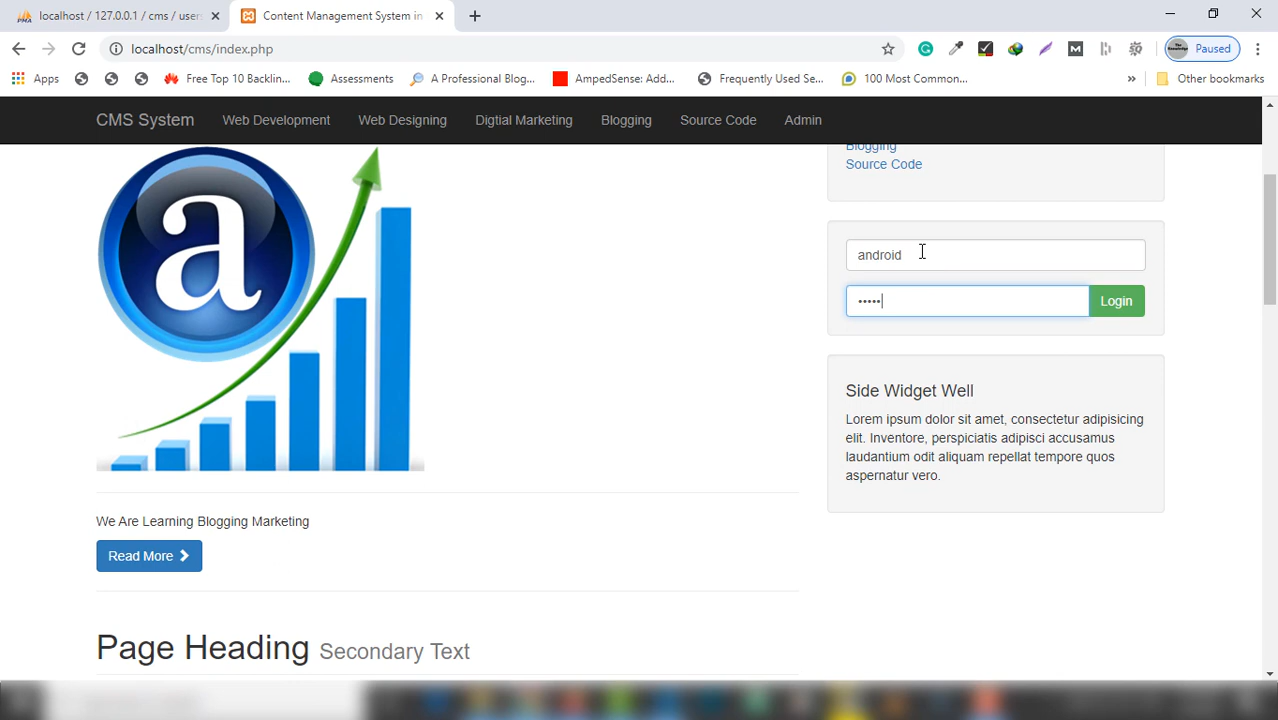 localhost / 127.0.0.1 / cms / user
Content Management System in
localhost/cms/index.php
Paused
Apps
Free Top 10 Backlin...
Assessments
A Professional Blog...
AmpedSense: Add...
Frequently Used Se...
100 Most Common...
»
Other bookmarks
CMS System
Web Development
Web Designing
Digtial Marketing
Blogging
Source Code
Admin
Blogging
Source Code
a
android
•••••
Login
Side Widget Well
Lorem ipsum dolor sit amet, consectetur adipisicing
elit. Inventore, perspiciatis adipisci accusamus
laudantium odit aliquam repellat tempore quos
aspernatur vero.
We Are Learning Blogging Marketing
Read More
Page Heading Secondary Text